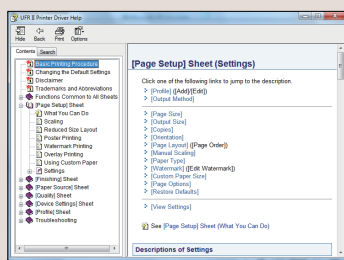 UFR II Printer Driver Help
Hide Back Print Options
Contents Search
Basic Printing Procedure
Changing the Default Settings
Disclaimer
Trademarks and Abbreviations
Functions Common to All Sheets
[Page Setup] Sheet
What You Can Do
Scaling
Reduced Size Layout
Poster Printing
Watermark Printing
Overlay Printing
Using Custom Paper
Settings
[Finishing] Sheet
[Paper Source] Sheet
[Quality] Sheet
[Device Settings] Sheet
[Profile] Sheet
Troubleshooting
[Page Setup] Sheet (Settings)
Click one of the following links to jump to the description.
> [Profile] ([Add]/[Edit])
> [Output Method]
> [Page Size]
> [Output Size]
> [Copies]
> [Orientation]
> [Page Layout] ([Page Order])
> [Manual Scaling]
> [Paper Type]
> [Watermark] ([Edit Watermark])
> [Custom Paper Size]
> [Page Options]
> [Restore Defaults]
> [View Settings]
See [Page Setup] Sheet (What You Can Do)
Descriptions of Settings